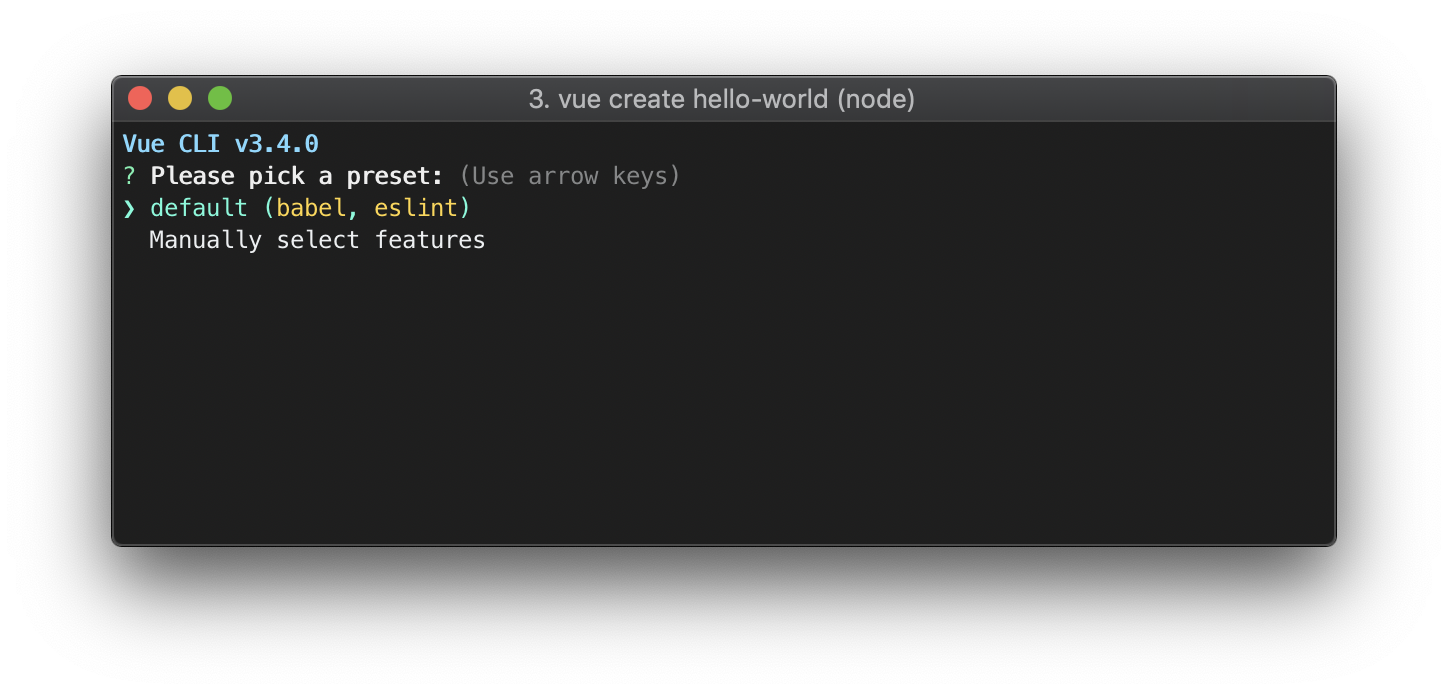 3. vue create hello-world (node)
Vue CLI v3.4.0
? Please pick a preset: (Use arrow keys)
❯ default (babel, eslint)
Manually select features